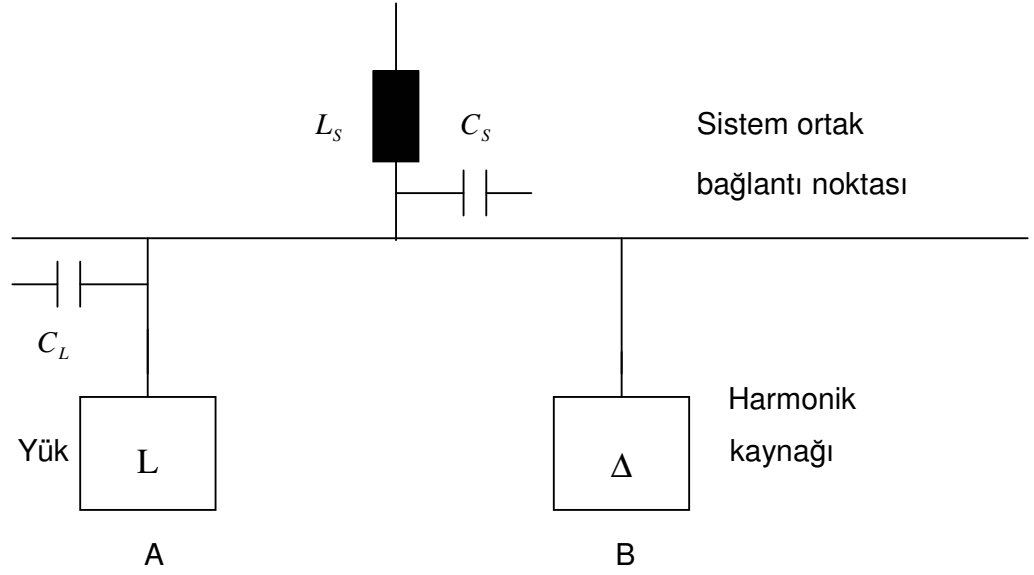 L_S
C_S
Sistem ortak
bağlantı noktası
C_L
Yük
L
Δ
Harmonik
kaynağı
A
B